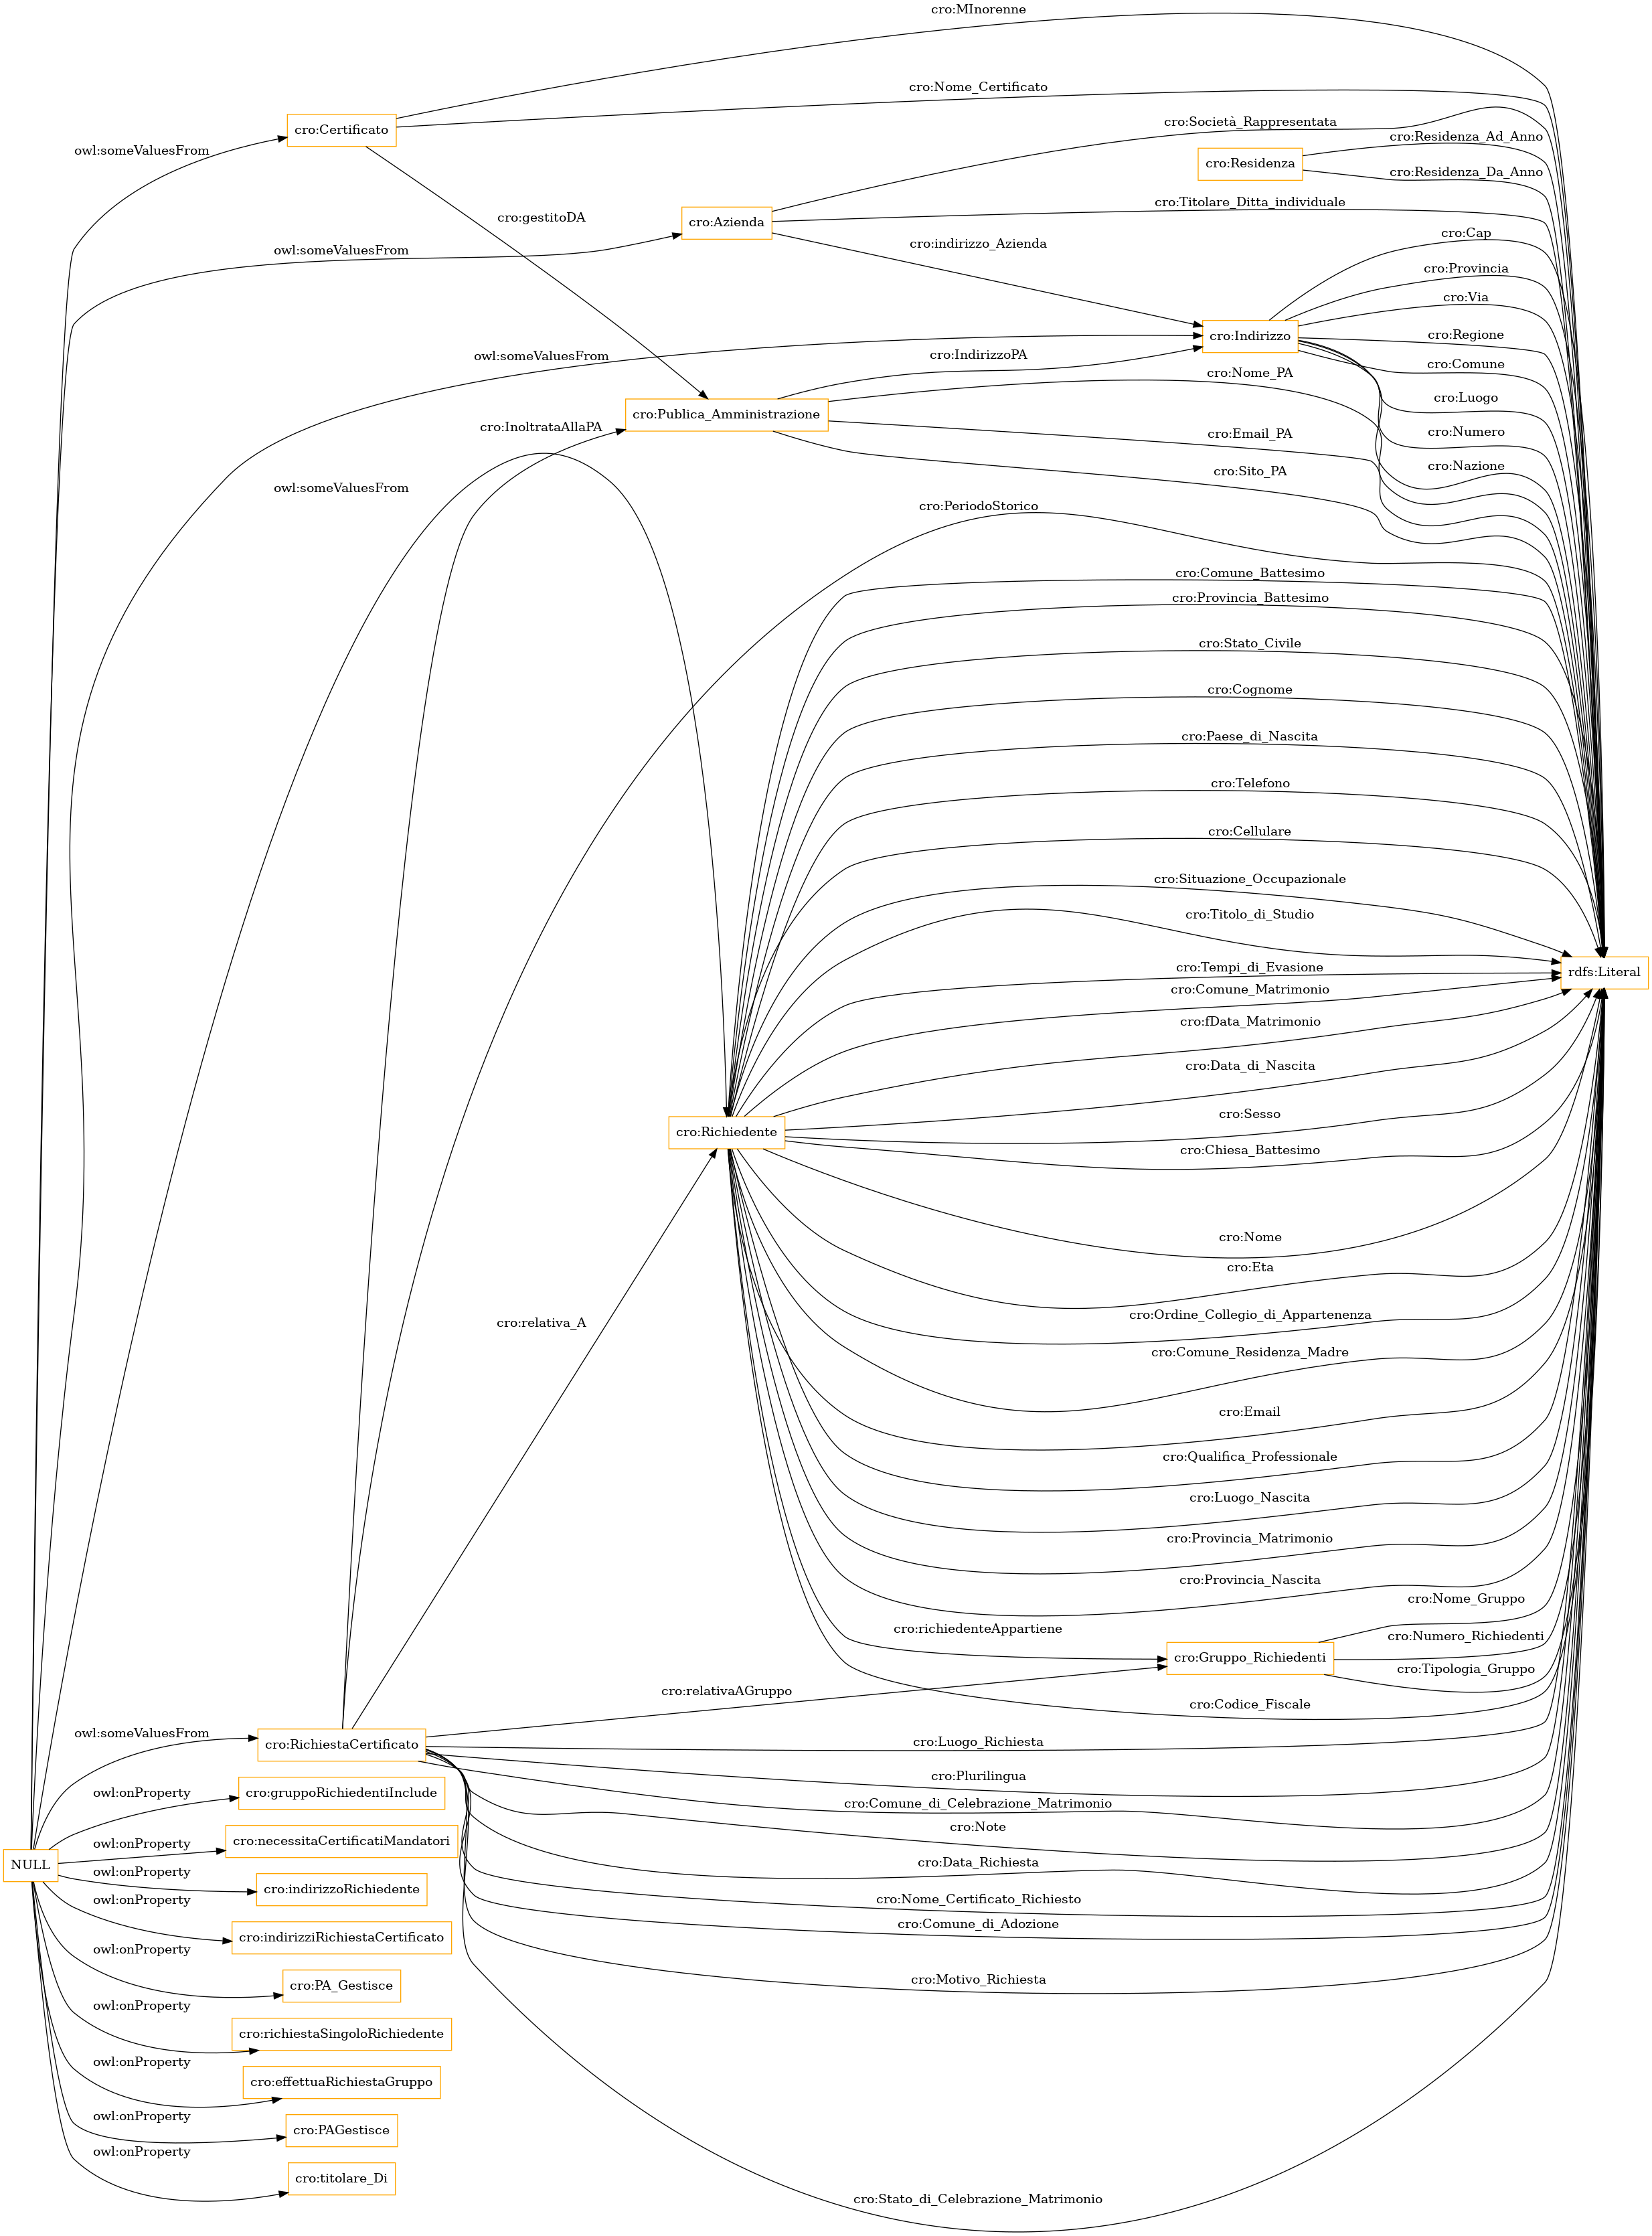 cro:MInorenne
cro:Nome_Certificato
cro:Società_Rappresentata
cro:Certificato
cro:Residenza_Ad_Anno
owl:someValuesFrom
cro:Residenza
cro:Residenza_Da_Anno
cro:Titolare_Ditta_individuale
cro:gestitoDA
cro:Azienda
cro:Cap
cro:indirizzo_Azienda
owl:someValuesFrom
cro:Provincia
cro:Via
cro:Indirizzo
cro:Regione
owl:someValuesFrom
cro:IndirizzoPA
cro:Comune
cro:Nome_PA
cro:Luogo
cro:Publica_Amministrazione
cro:InoltrataAllaPA
cro:Email_PA
cro:Numero
cro:Nazione
cro:Sito_PA
owl:someValuesFrom
cro:PeriodoStorico
cro:Comune_Battesimo
cro:Provincia_Battesimo
cro:Stato_Civile
cro:Cognome
cro:Paese_di_Nascita
cro:Telefono
cro:Cellulare
cro:Situazione_Occupazionale
cro:Titolo_di_Studio
cro:Tempi_di_Evasione
rdfs:Literal
cro:Comune_Matrimonio
cro:fData_Matrimonio
cro:Data_di_Nascita
cro:Sesso
cro:Richiedente
cro:Chiesa_Battesimo
cro:Nome
cro:Eta
cro:Ordine_Collegio_di_Appartenenza
cro:relativa_A
cro:Comune_Residenza_Madre
cro:Email
cro:Qualifica_Professionale
cro:Luogo_Nascita
cro:Provincia_Matrimonio
cro:Provincia_Nascita
cro:Nome_Gruppo
cro:richiedenteAppartiene
cro:Numero_Richiedenti
cro:Gruppo_Richiedenti
cro:Tipologia_Gruppo
cro:relativaAGruppo
cro:Codice_Fiscale
owl:someValuesFrom
cro:RichiestaCertificato
cro:Luogo_Richiesta
cro:Plurilingua
owl:onProperty
cro:gruppoRichiedentiInclude
cro:Comune_di_Celebrazione_Matrimonio
cro:Note
owl:onProperty
cro:necessitaCertificatiMandatori
NULL
cro:Data_Richiesta
owl:onProperty
cro:indirizzoRichiedente
cro:Nome_Certificato_Richiesto
owl:onProperty
cro:Comune_di_Adozione
cro:indirizziRichiestaCertificato
owl:onProperty
cro:PA_Gestisce
cro:Motivo_Richiesta
owl:onProperty
cro:richiestaSingoloRichiedente
owl:onProperty
cro:effettuaRichiestaGruppo
owl:onProperty
cro:PAGestisce
owl:onProperty
cro:titolare_Di
cro:Stato_di_Celebrazione_Matrimonio